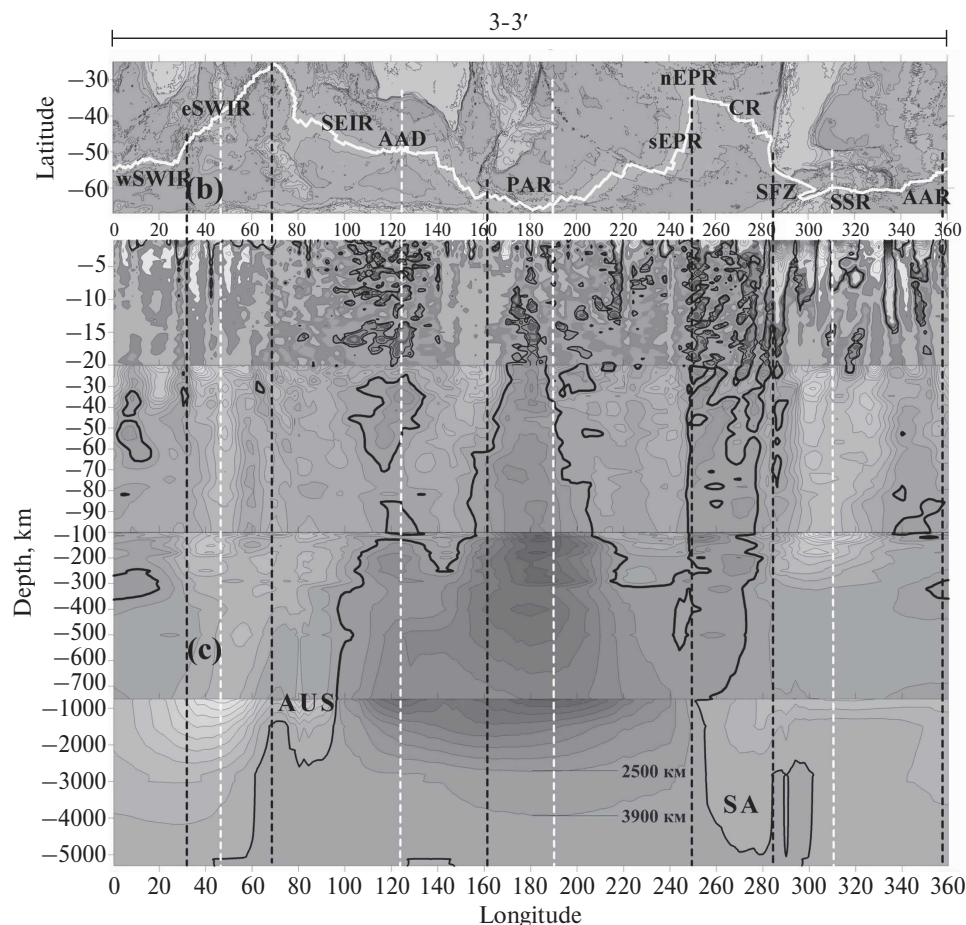 3-3′
Latitude
−30
−40
−50
−60
nEPR
eSWIR
CR
SEIR
AAD
sEPR
wSWIR
(b)
PAR
SFZ
SSR
AAR
0 20 40 60 80 100 120 140 160 180 200 220 240 260 280 300 320 340 360
Depth, km
−5
−10
−15
−20
−30
−40
−50
−60
−70
−80
−90
−100
−200
−300
−400
−500
−600
−700
(c)
AUS
−1000
−2000
−3000
−4000
−5000
2500 км
3900 км
SA
0 20 40 60 80 100 120 140 160 180 200 220 240 260 280 300 320 340 360
Longitude